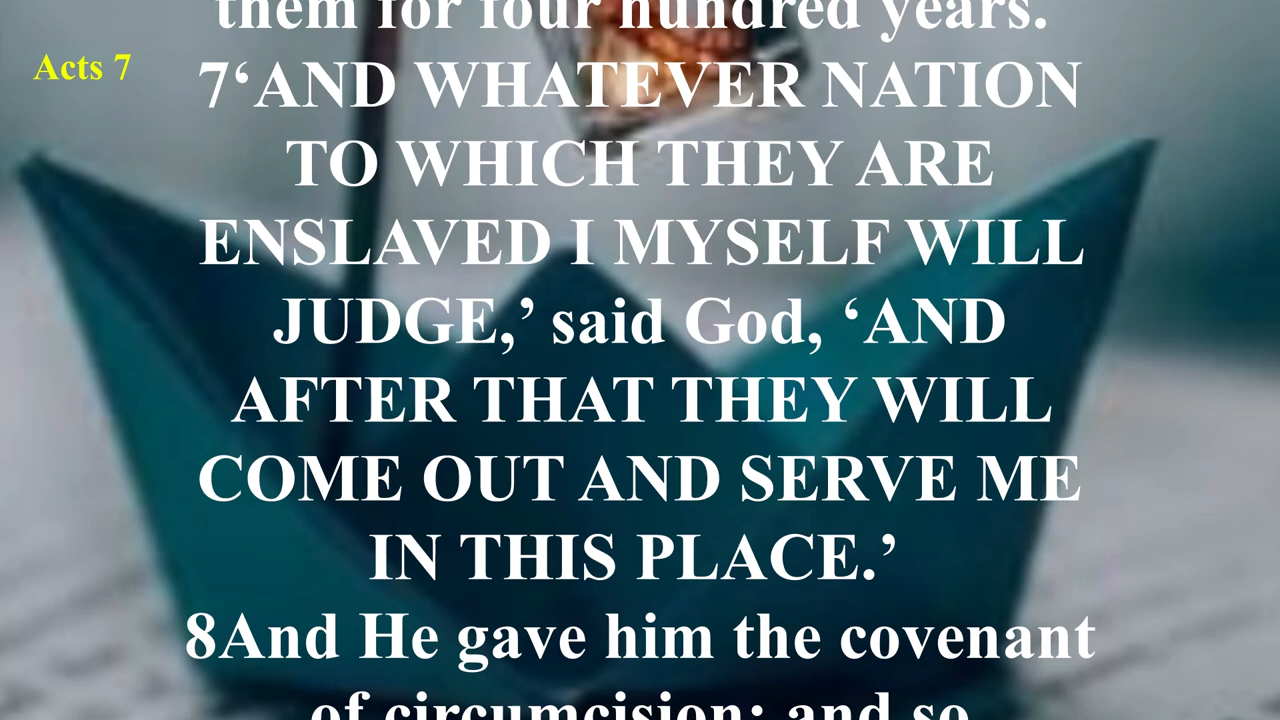 them for four hundred years.
Acts 7
7‘AND WHATEVER NATION
TO WHICH THEY ARE
ENSLAVED I MYSELF WILL
JUDGE,’ said God, ‘AND
AFTER THAT THEY WILL
COME OUT AND SERVE ME
IN THIS PLACE.’
8And He gave him the covenant
of circumcision; and so